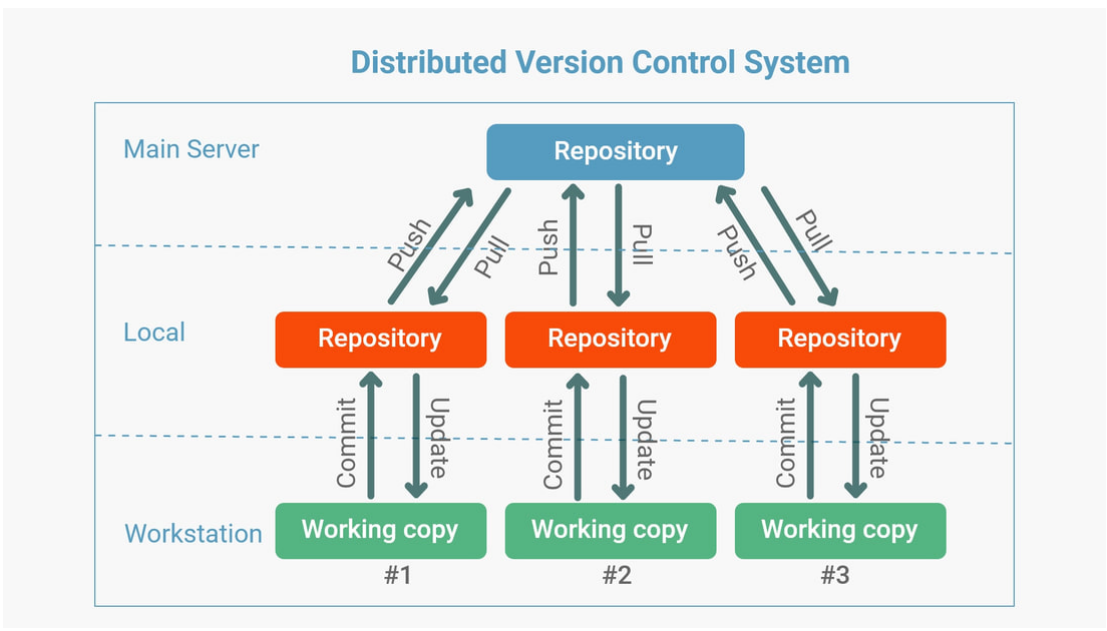 Distributed Version Control System
Main Server
Repository
Push
Pull
Push
Pull
Push
Pull
Local
Repository
Repository
Repository
Commit
Update
Commit
Update
Commit
Update
Workstation
Working copy
Working copy
Working copy
#1
#2
#3